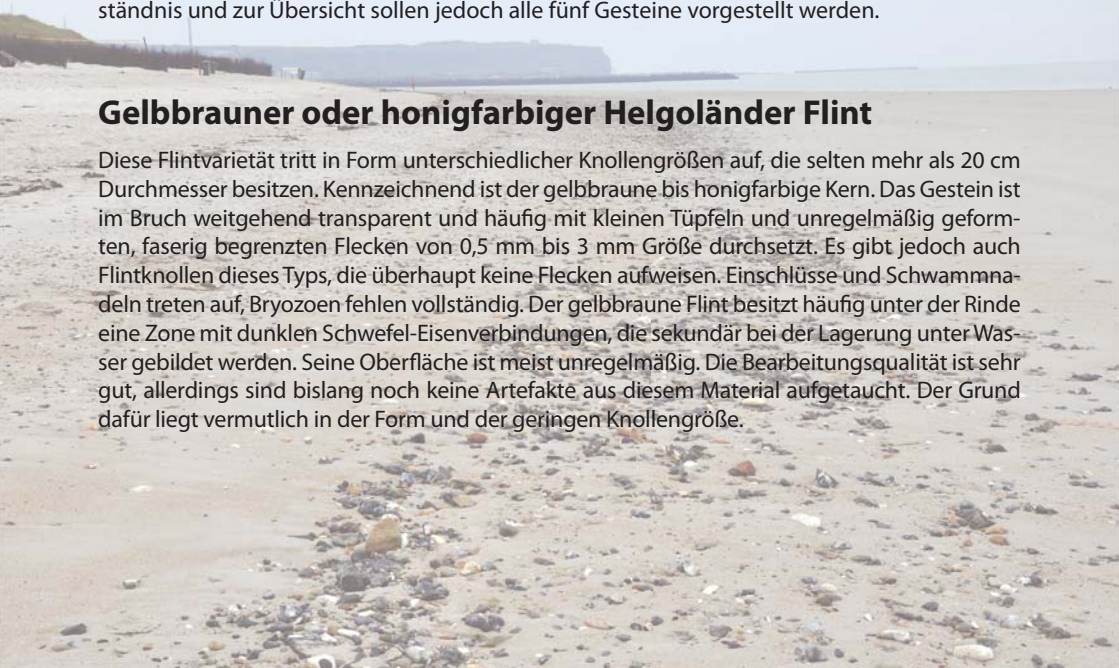 ständnis und zur Übersicht sollen jedoch alle fünf Gesteine vorgestellt werden.
Gelbbrauner oder honigfarbiger Helgoländer Flint
Diese Flintvarietät tritt in Form unterschiedlicher Knollengrößen auf, die selten mehr als 20 cm
Durchmesser besitzen. Kennzeichnend ist der gelbbraune bis honigfarbige Kern. Das Gestein ist
im Bruch weitgehend transparent und häufig mit kleinen Tüpfeln und unregelmäßig geform-
ten, faserig begrenzten Flecken von 0,5 mm bis 3 mm Größe durchsetzt. Es gibt jedoch auch
Flintknollen dieses Typs, die überhaupt keine Flecken aufweisen. Einschlüsse und Schwammna-
deln treten auf, Bryozoen fehlen vollständig. Der gelbbraune Flint besitzt häufig unter der Rinde
eine Zone mit dunklen Schwefel-Eisenverbindungen, die sekundär bei der Lagerung unter Was-
ser gebildet werden. Seine Oberfläche ist meist unregelmäßig. Die Bearbeitungsqualität ist sehr
gut, allerdings sind bislang noch keine Artefakte aus diesem Material aufgetaucht. Der Grund
dafür liegt vermutlich in der Form und der geringen Knollengröße.